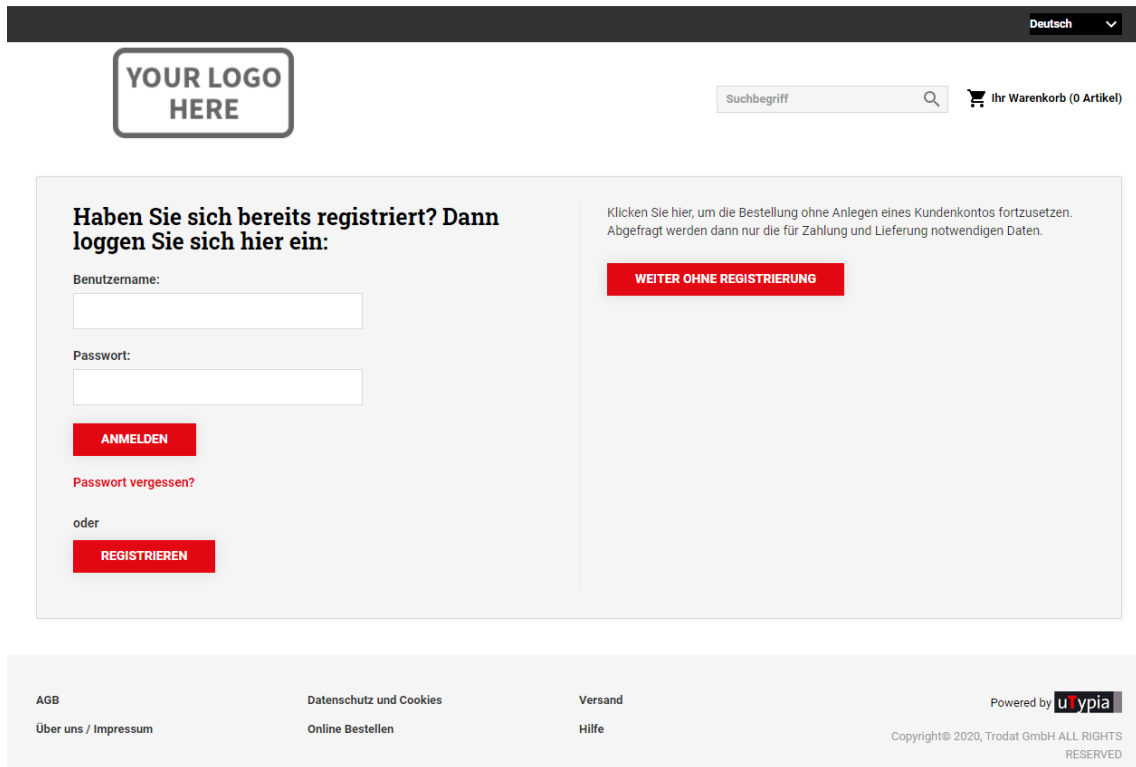 Deutsch
YOUR LOGO
HERE
Suchbegriff
Ihr Warenkorb (0 Artikel)
Haben Sie sich bereits registriert? Dann
loggen Sie sich hier ein:
Benutzername:
Passwort:
ANMELDEN
Passwort vergessen?
oder
REGISTRIEREN
Klicken Sie hier, um die Bestellung ohne Anlegen eines Kundenkontos fortzusetzen.
Abgefragt werden dann nur die für Zahlung und Lieferung notwendigen Daten.
WEITER OHNE REGISTRIERUNG
AGB
Über uns / Impressum
Datenschutz und Cookies
Online Bestellen
Versand
Hilfe
Powered by uTypia
Copyright© 2020, Trodat GmbH ALL RIGHTS
RESERVED